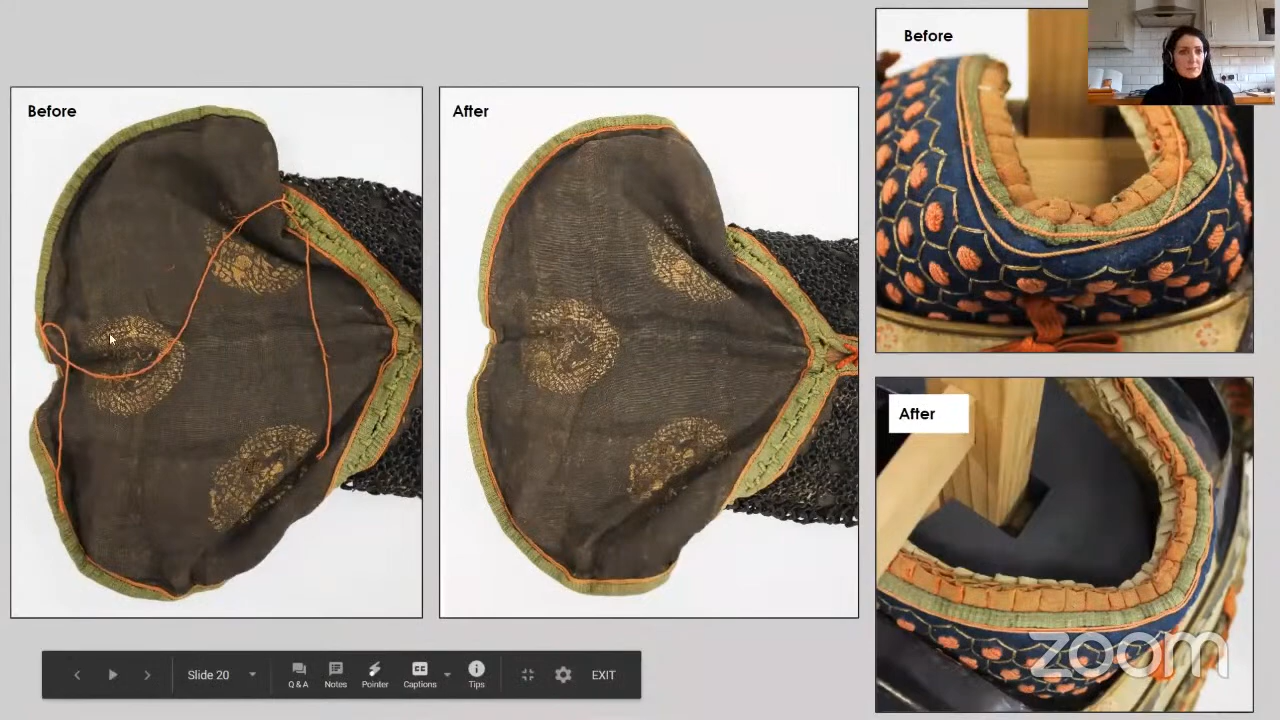 Before
After
Before
After
Slide 20
Q & A
Notes
Pointer
Captions
Tips
EXIT
zoom